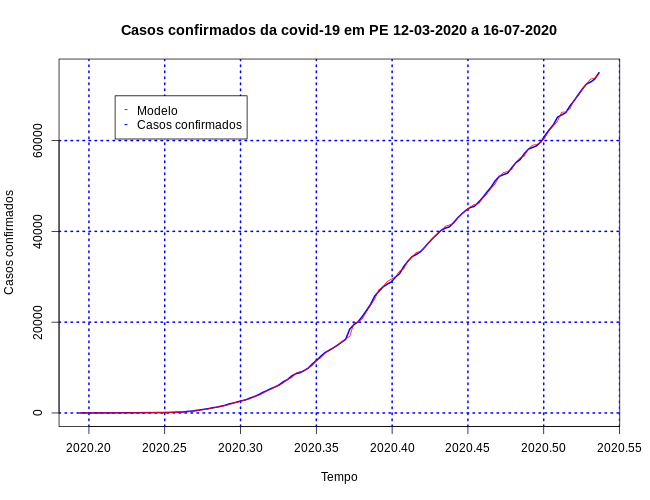 Casos confirmados da covid-19 em PE 12-03-2020 a 16-07-2020
Modelo
Casos confirmados
60000
40000
20000
0
Casos confirmados
2020.20 2020.25 2020.30 2020.35 2020.40 2020.45 2020.50 2020.55
Tempo